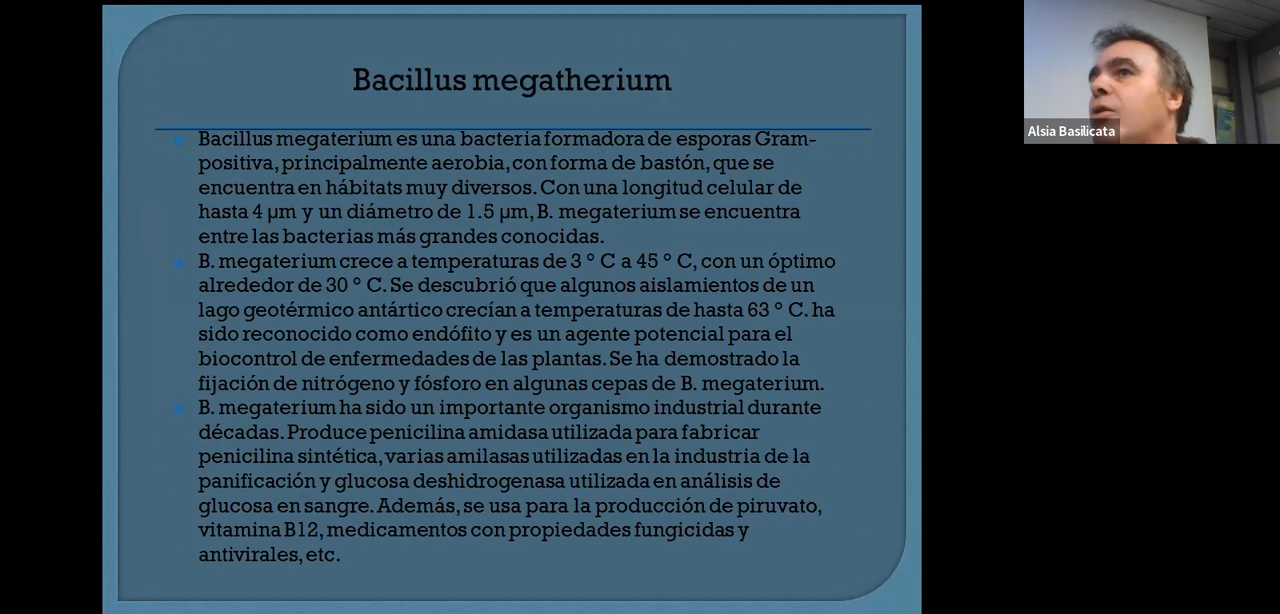 Bacillus megatherium
Bacillus megaterium es una bacteria formadora de esporas Gram-
positiva, principalmente aerobia, con forma de bastón, que se
encuentra en hábitats muy diversos. Con una longitud celular de
hasta 4 µm y un diámetro de 1.5 µm, B. megaterium se encuentra
entre las bacterias más grandes conocidas.
B. megaterium crece a temperaturas de 3 ° C a 45 ° C, con un óptimo
alrededor de 30 ° C. Se descubrió que algunos aislamientos de un
lago geotérmico antártico crecían a temperaturas de hasta 63 ° C. ha
sido reconocido como endófito y es un agente potencial para el
biocontrol de enfermedades de las plantas. Se ha demostrado la
fijación de nitrógeno y fósforo en algunas cepas de B. megaterium.
B. megaterium ha sido un importante organismo industrial durante
décadas. Produce penicilina amidasa utilizada para fabricar
penicilina sintética, varias amilasas utilizadas en la industria de la
panificación y glucosa deshidrogenasa utilizada en análisis de
glucosa en sangre. Además, se usa para la producción de piruvato,
vitamina B12, medicamentos con propiedades fungicidas y
antivirales, etc.
Alsia Basilicata